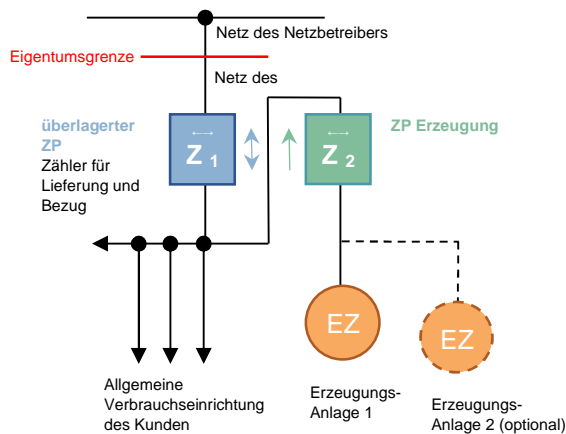 Netz des Netzbetreibers
Eigentumsgrenze
Netz des
überlagerter
ZP
Zähler für
Lieferung und
Bezug
Z 1
Z 2
ZP Erzeugung
EZ
EZ
Allgemeine
Verbrauchseinrichtung
des Kunden
Erzeugungs-
Anlage 1
Erzeugungs-
Anlage 2 (optional)